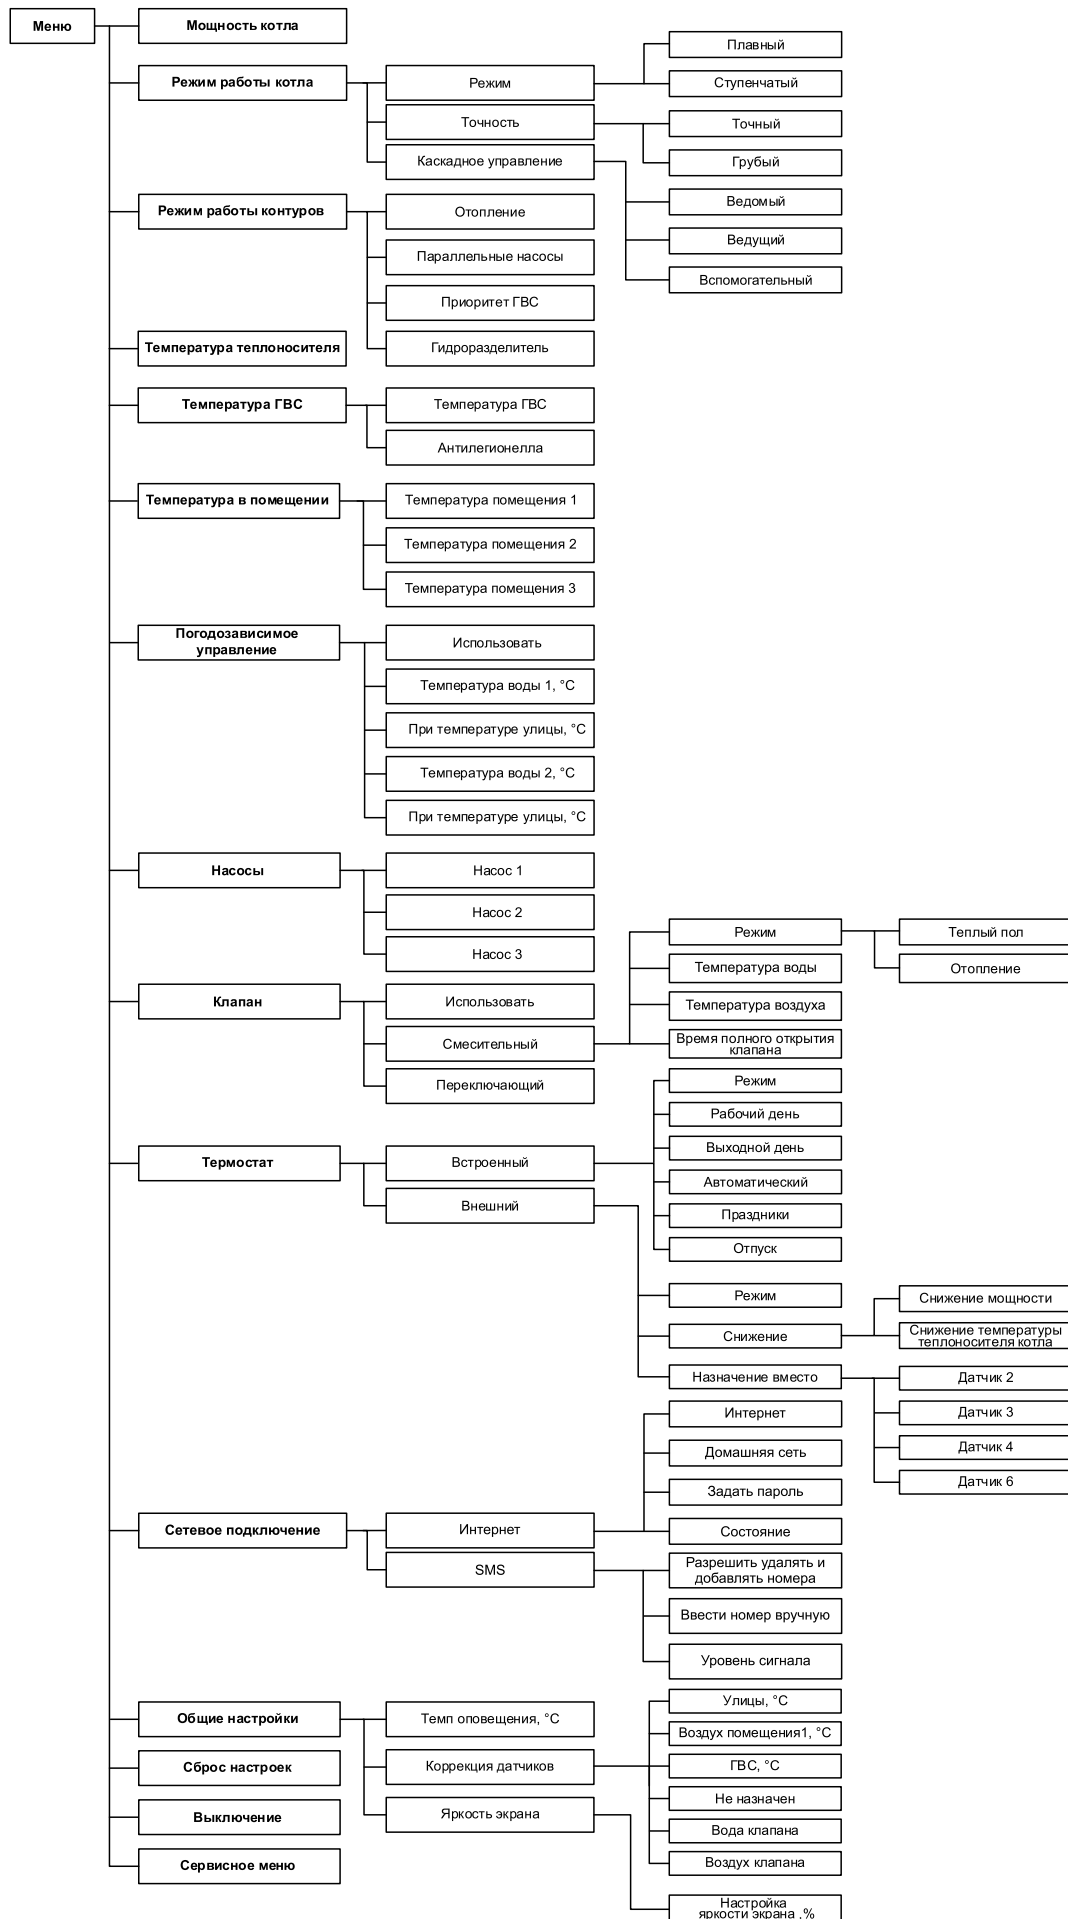 Меню
Мощность котла
Режим работы котла
Режим
Плавный
Ступенчатый
Точность
Точный
Грубый
Каскадное управление
Ведомый
Ведущий
Вспомогательный
Режим работы контуров
Отопление
Параллельные насосы
Приоритет ГВС
Гидроразделитель
Температура теплоносителя
Температура ГВС
Температура ГВС
Антилегионелла
Температура в помещении
Температура помещения 1
Температура помещения 2
Температура помещения 3
Погодозависимое
управление
Использовать
Температура воды 1, °С
При температуре улицы, °С
Температура воды 2, °С
При температуре улицы, °С
Насосы
Насос 1
Насос 2
Насос 3
Клапан
Использовать
Смесительный
Режим
Теплый пол
Отопление
Температура воды
Температура воздуха
Время полного открытия
клапана
Переключающий
Термостат
Встроенный
Режим
Рабочий день
Выходной день
Автоматический
Праздники
Отпуск
Внешний
Режим
Снижение
Снижение мощности
Снижение температуры
теплоносителя котла
Назначение вместо
Датчик 2
Датчик 3
Датчик 4
Датчик 6
Сетевое подключение
Интернет
Интернет
Домашняя сеть
Задать пароль
Состояние
SMS
Разрешить удалять и
добавлять номера
Ввести номер вручную
Уровень сигнала
Общие настройки
Темп оповещения, °С
Коррекция датчиков
Улицы, °С
Воздух помещения1, °С
ГВС, °С
Не назначен
Вода клапана
Воздух клапана
Яркость экрана
Настройка
яркости экрана ,%
Сброс настроек
Выключение
Сервисное меню